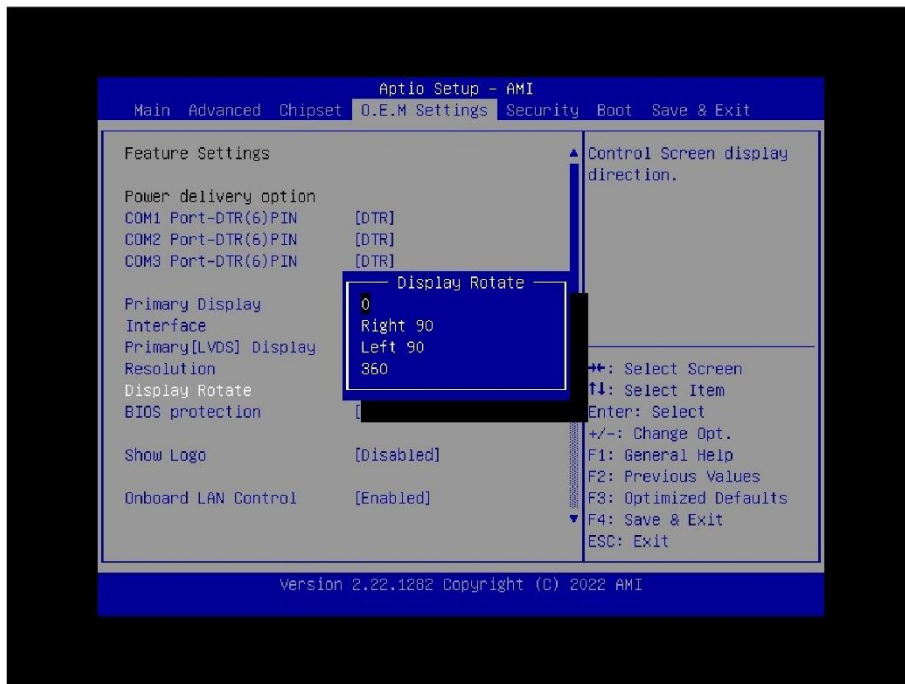 Aptio Setup - AMI
Main Advanced Chipset O.E.M Settings Security Boot Save & Exit
Feature Settings
Power delivery option
COM1 Port-DTR(6)PIN [DTR]
COM2 Port-DTR(6)PIN [DTR]
COM3 Port-DTR(6)PIN [DTR]
Primary Display
Interface
Primary[LVDS] Display
Resolution
Display Rotate
BIOS protection [
Show Logo [Disabled]
Onboard LAN Control [Enabled]
Display Rotate
0
Right 90
Left 90
360
Control Screen display
direction.
→←: Select Screen
↑↓: Select Item
Enter: Select
+/-: Change Opt.
F1: General Help
F2: Previous Values
F3: Optimized Defaults
F4: Save & Exit
ESC: Exit
Version 2.22.1282 Copyright (C) 2022 AMI